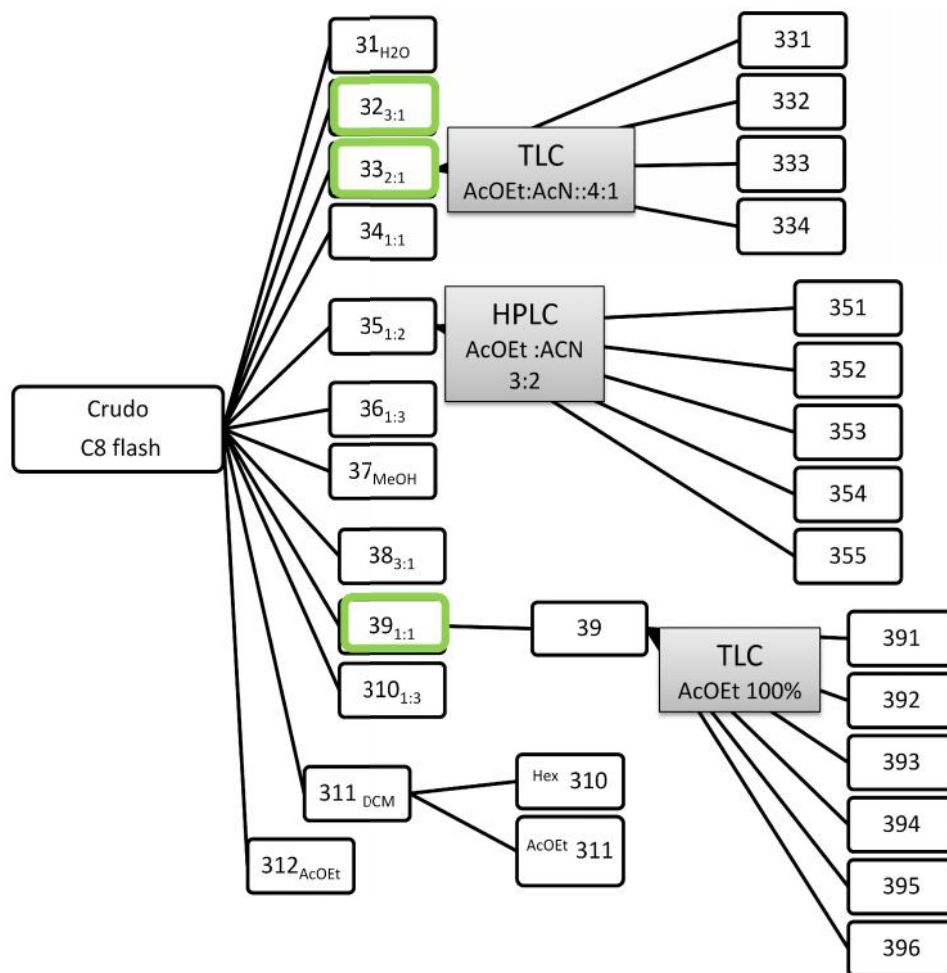 Crudo
C8 flash
31H2O
323:1
332:1
341:1
351:2
361:3
37MeOH
383:1
391:1
3101:3
311 DCM
312AcOEt
TLC
AcOEt:AcN::4:1
331
332
333
334
HPLC
AcOEt :ACN
3:2
351
352
353
354
355
39
TLC
AcOEt 100%
391
392
393
394
395
396
Hex 310
AcOEt 311